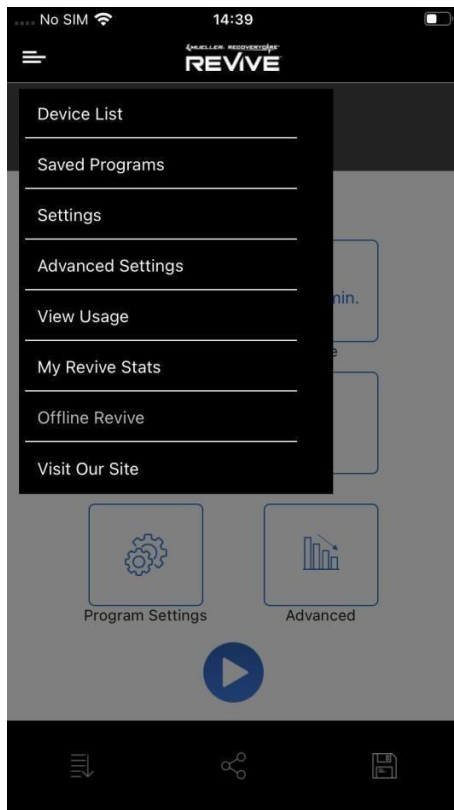 No SIM 14:39
MUELLER RECOVERYCARE
REVIVE
Device List
Saved Programs
Settings
Advanced Settings
min.
View Usage
My Revive Stats
Offline Revive
Visit Our Site
Program Settings Advanced